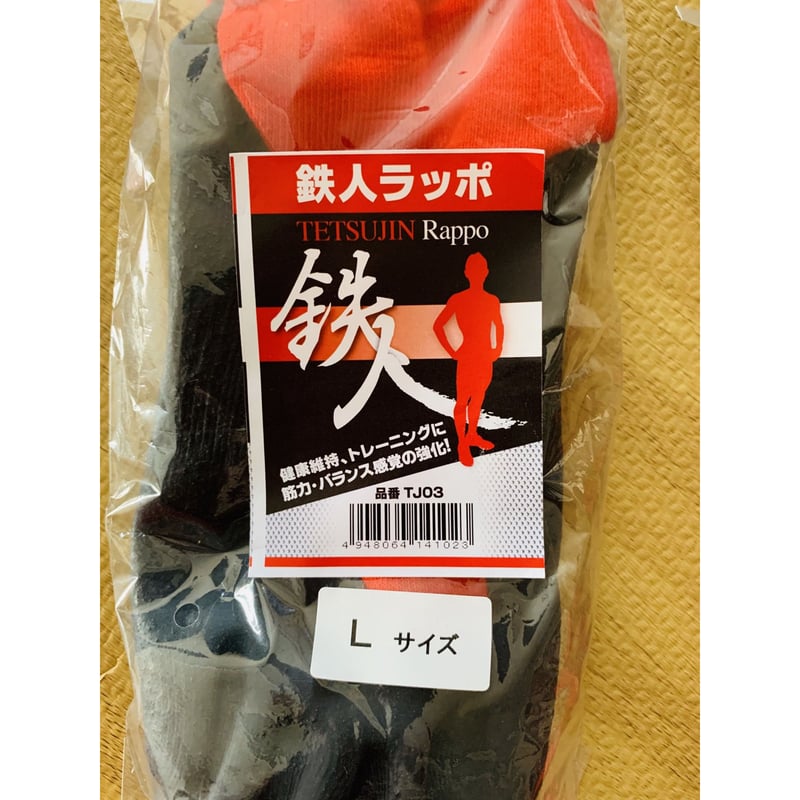 鉄人ラッポ
TETSUJIN Rappo
鉄人
健康維持、トレーニングに
筋力・バランス感覚の強化!
品番 TJ03
4 948064 141023
L サイズ